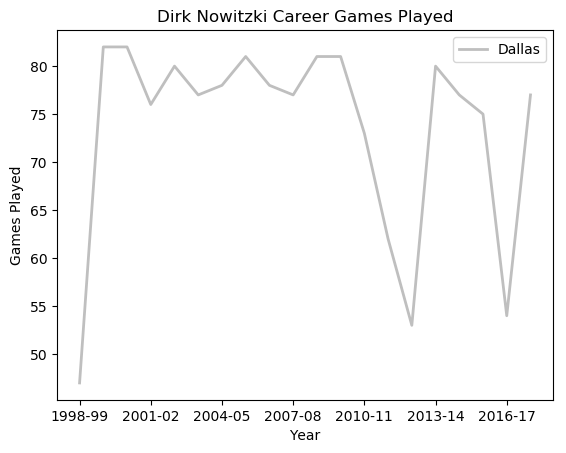 Dirk Nowitzki Career Games Played
Dallas
Games Played
80
75
70
65
60
55
50
1998-99 2001-02 2004-05 2007-08 2010-11 2013-14 2016-17
Year